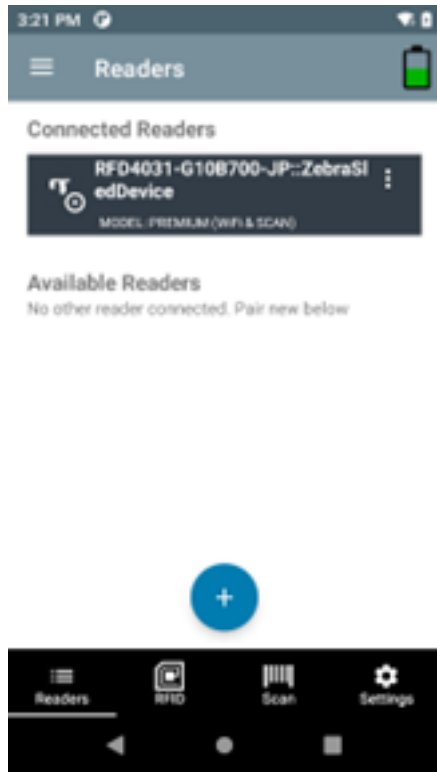 3:21 PM
Readers
Connected Readers
RFD4031-G10B700-JP::ZebraSl
edDevice
MODEL: PREMIUM (WiFi & SCAN)
Available Readers
No other reader connected. Pair new below
+
Readers RFID Scan Settings